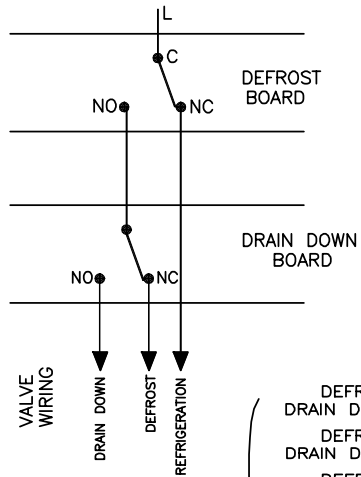 L
C
DEFROST
BOARD
NO
NC
DRAIN DOWN
BOARD
NO
NC
VALVE
WIRING
DRAIN DOWN
DEFROST
REFRIGERATION
DEFR
DRAIN D
DEFR
DRAIN D